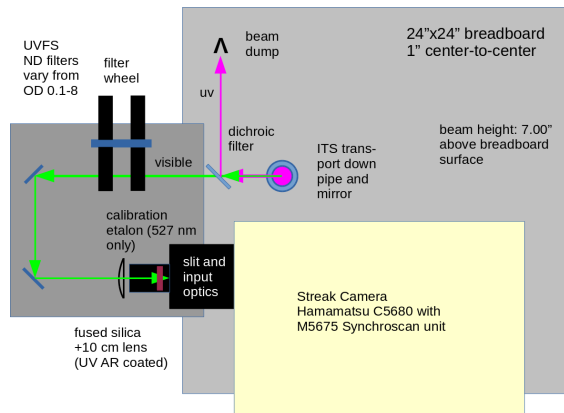 24”x24” breadboard
1” center-to-center
UVFS
ND filters
vary from
OD 0.1-8
filter
wheel
beam
dump
uv
dichroic
filter
visible
ITS trans-
port down
pipe and
mirror
beam height: 7.00”
above breadboard
surface
calibration
etalon (527 nm
only)
slit and
input
optics
Streak Camera
Hamamatsu C5680 with
M5675 Synchroscan unit
fused silica
+10 cm lens
(UV AR coated)